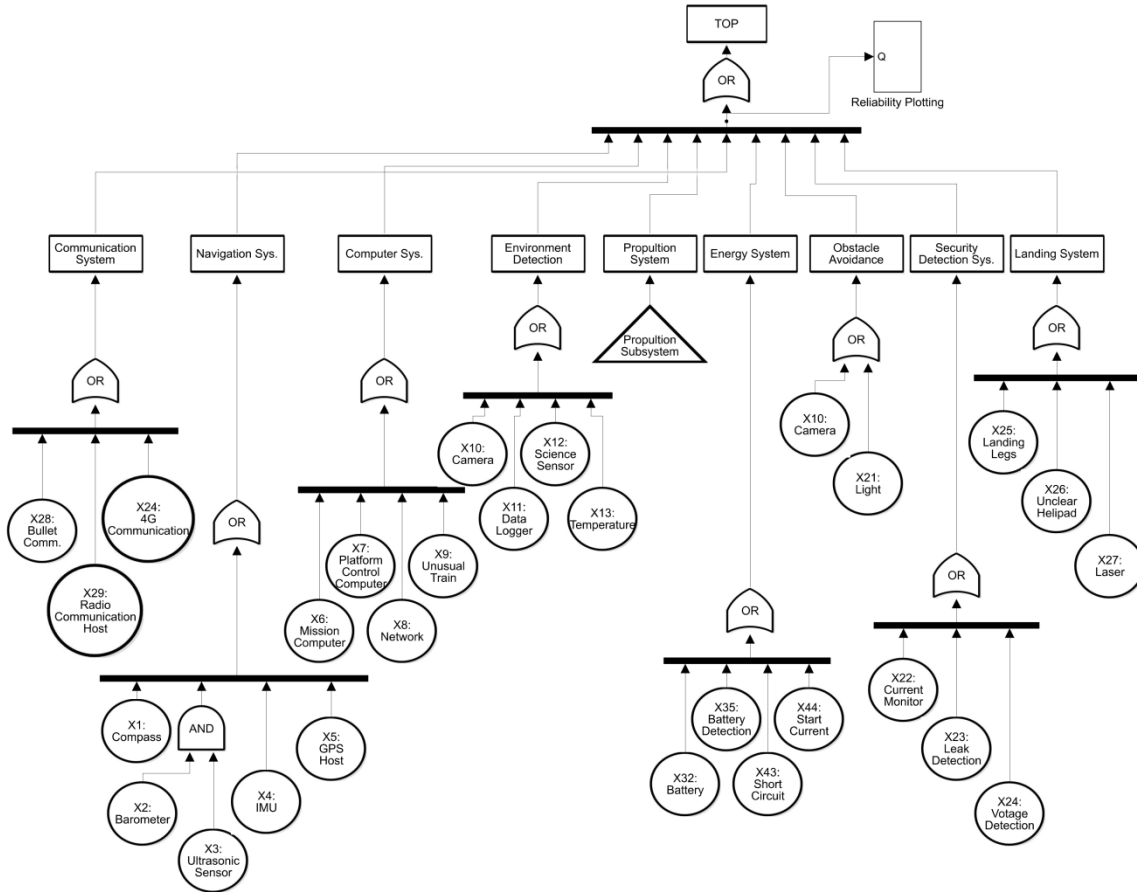 TOP
OR
Q
Reliability Plotting
Communication
System
Navigation Sys.
Computer Sys.
Environment
Detection
Propultion
System
Energy System
Obstacle
Avoidance
Security
Detection Sys.
Landing System
OR
OR
OR
Propultion
Subsystem
OR
OR
X10:
Camera
X12:
Science
Sensor
X10:
Camera
X25:
Landing
Legs
X28:
Bullet
Comm.
X24:
4G
Communication
X11:
Data
Logger
X13:
Temperature
X21:
Light
X26:
Unclear
Helipad
OR
X7:
Platform
Control
Computer
X9:
Unusual
Train
X27:
Laser
X29:
Radio
Communication
Host
X6:
Mission
Computer
X8:
Network
OR
OR
X1:
Compass
AND
X5:
GPS
Host
X35:
Battery
Detection
X44:
Start
Current
X22:
Current
Monitor
X2:
Barometer
X4:
IMU
X32:
Battery
X43:
Short
Circuit
X23:
Leak
Detection
X3:
Ultrasonic
Sensor
X24:
Votage
Detection